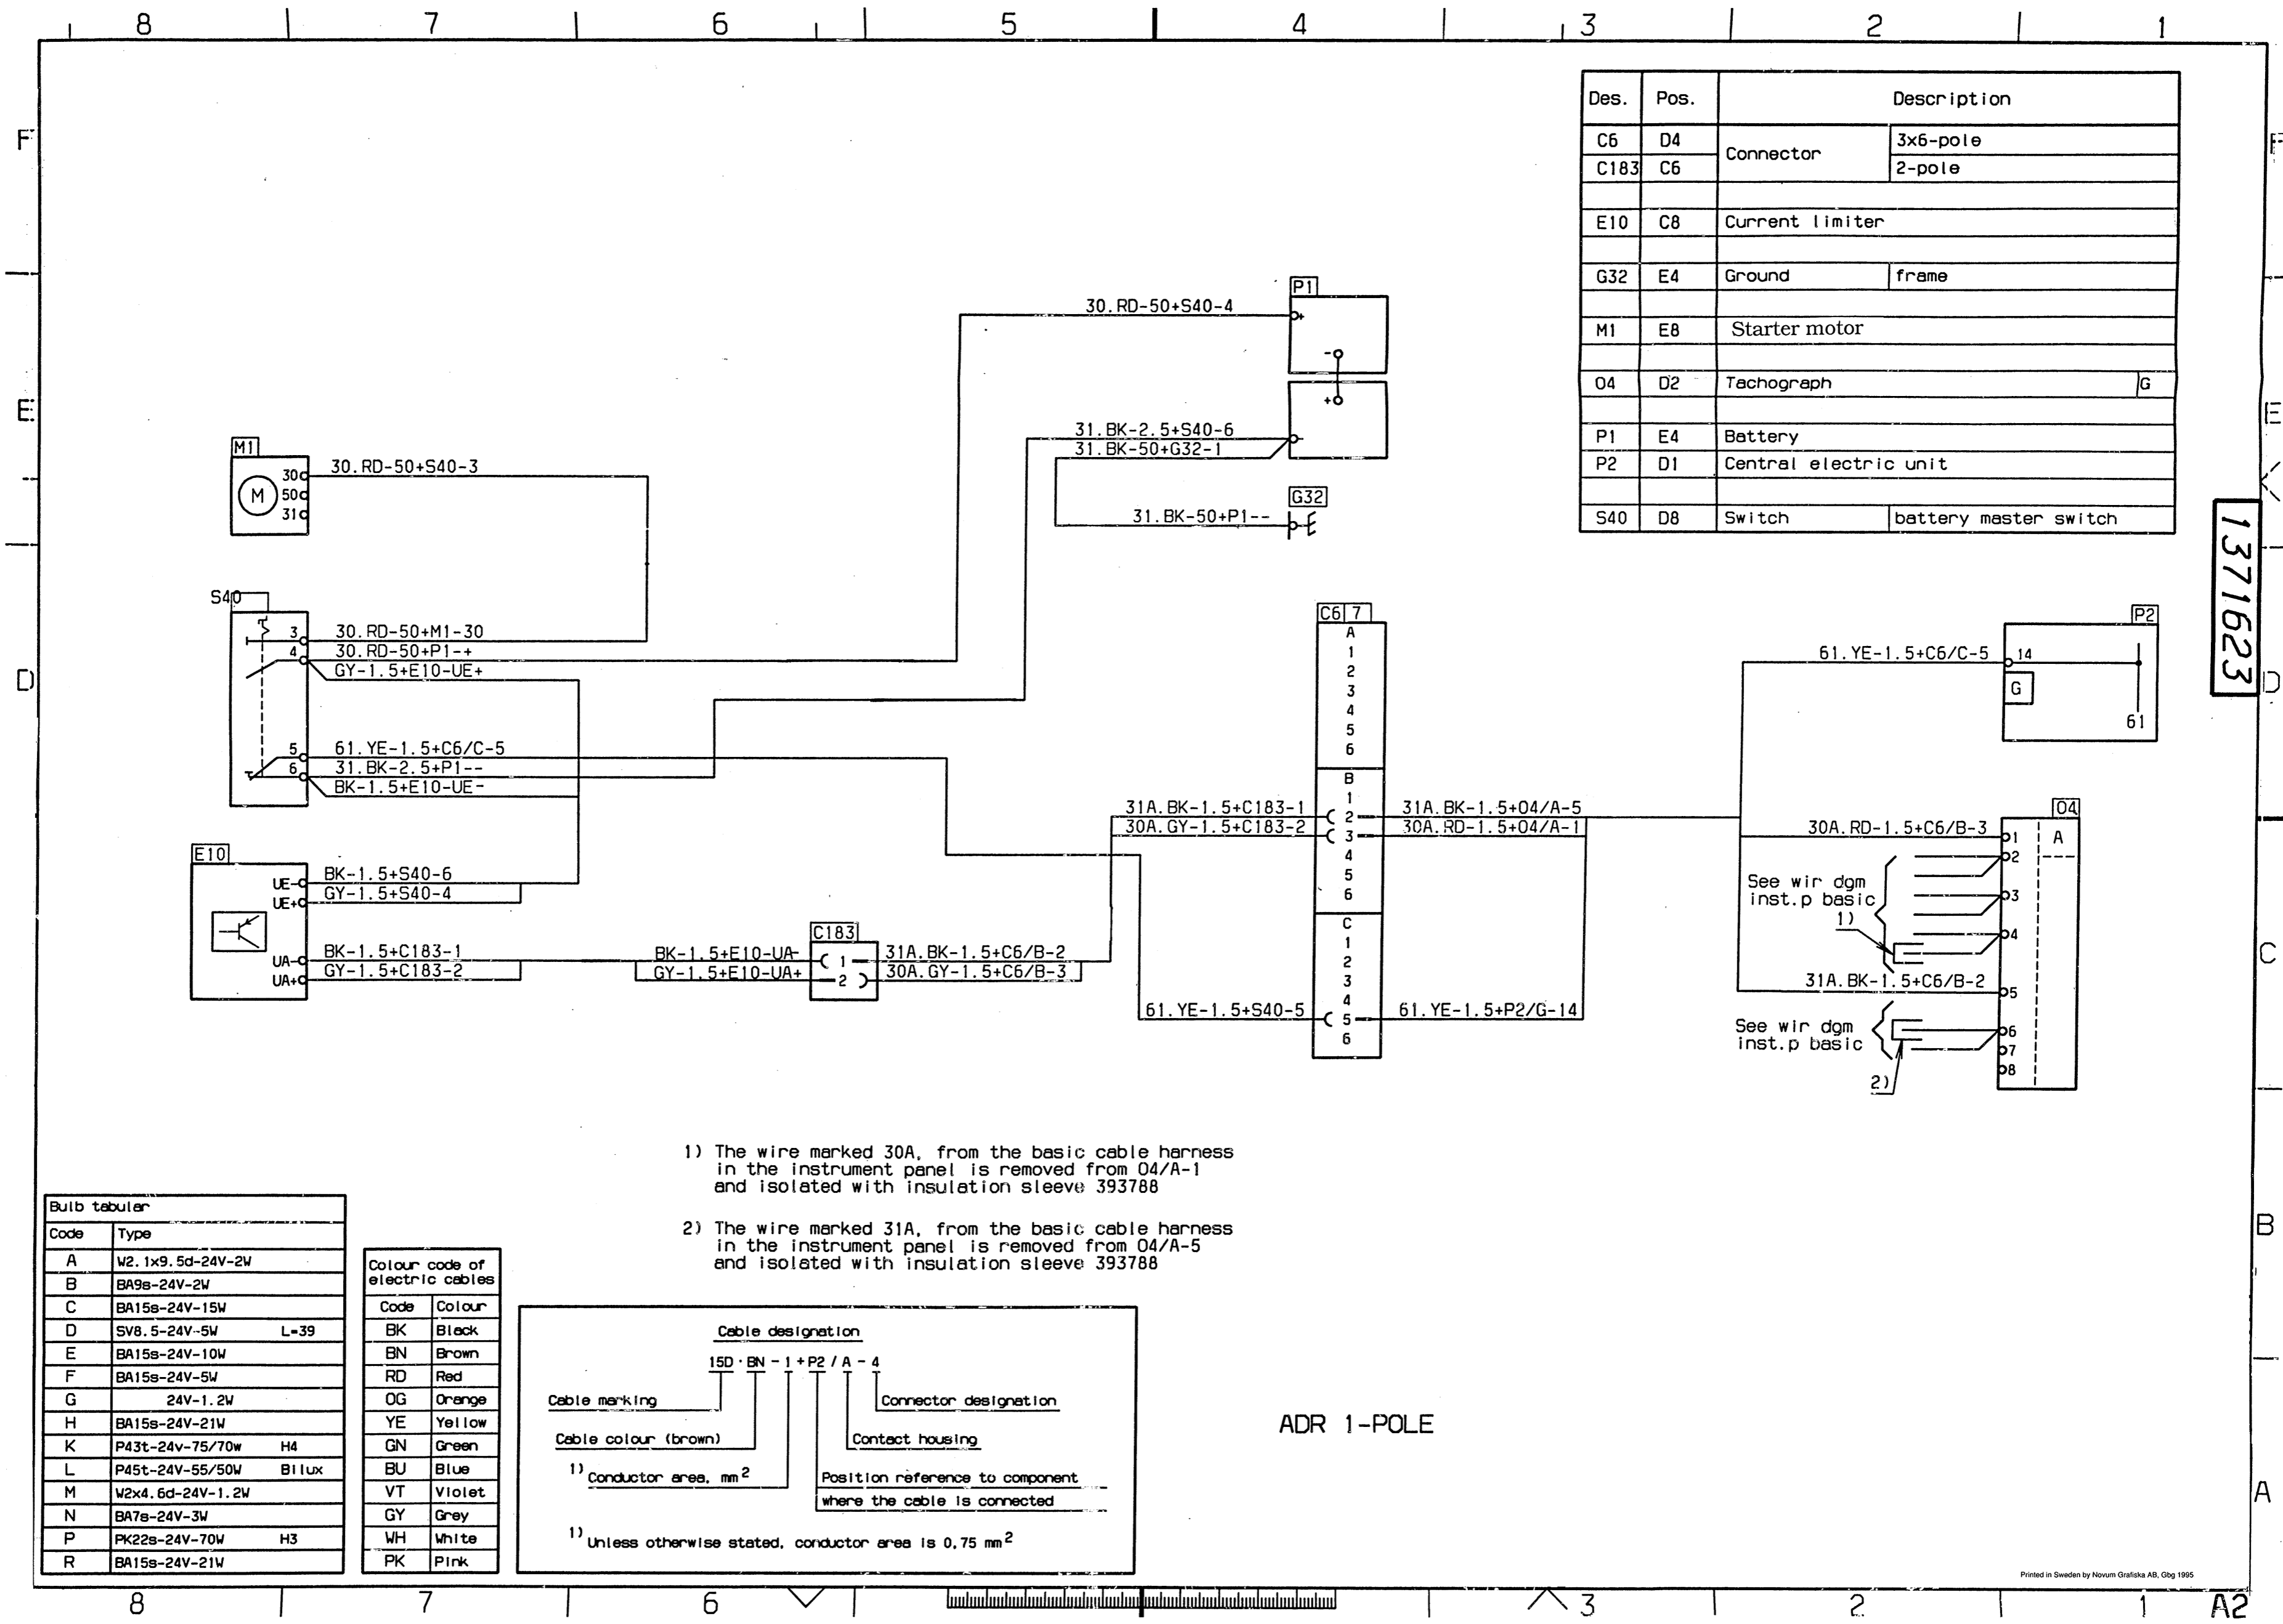 8 7 6 5 4 3 2 1
F
E
D
C
B
A
Des. Pos. Description
C6 D4 Connector 3x6-pole
C183 C6 2-pole
E10 C8 Current limiter
G32 E4 Ground frame
M1 E8 Starter motor
O4 D2 Tachograph G
P1 E4 Battery
P2 D1 Central electric unit
S40 D8 Switch battery master switch
1371623
P1
30.RD-50+S40-4
+
-
+
31.BK-2.5+S40-6
-
31.BK-50+G32-1
G32
31.BK-50+P1--
M1
M
30
50
31
30.RD-50+S40-3
S40
3 30.RD-50+M1-30
4 30.RD-50+P1-+
GY-1.5+E10-UE+
5 61.YE-1.5+C6/C-5
6 31.BK-2.5+P1--
BK-1.5+E10-UE-
E10
UE- BK-1.5+S40-6
UE+ GY-1.5+S40-4
UA- BK-1.5+C183-1
UA+ GY-1.5+C183-2
C183
BK-1.5+E10-UA- 1 31A.BK-1.5+C6/B-2
GY-1.5+E10-UA+ 2 30A.GY-1.5+C6/B-3
C6 7
A
1
2
3
4
5
6
B
1
31A.BK-1.5+C183-1 2 31A.BK-1.5+O4/A-5
30A.GY-1.5+C183-2 3 30A.RD-1.5+O4/A-1
4
5
6
C
1
2
3
4
61.YE-1.5+S40-5 5 61.YE-1.5+P2/G-14
6
P2
61.YE-1.5+C6/C-5 14
G
61
O4
30A.RD-1.5+C6/B-3 1 A
2
See wir dgm
inst.p basic
3
1)
4
31A.BK-1.5+C6/B-2 5
See wir dgm
inst.p basic
6
7
8
2)
1) The wire marked 30A, from the basic cable harness
in the instrument panel is removed from O4/A-1
and isolated with insulation sleeve 393788
2) The wire marked 31A, from the basic cable harness
in the instrument panel is removed from O4/A-5
and isolated with insulation sleeve 393788
Bulb tabular
Code Type
A W2.1x9.5d-24V-2W
B BA9s-24V-2W
C BA15s-24V-15W
D SV8.5-24V-5W L=39
E BA15s-24V-10W
F BA15s-24V-5W
G 24V-1.2W
H BA15s-24V-21W
K P43t-24v-75/70w H4
L P45t-24V-55/50W Bilux
M W2x4.6d-24V-1.2W
N BA7s-24V-3W
P PK22s-24V-70W H3
R BA15s-24V-21W
Colour code of
electric cables
Code Colour
BK Black
BN Brown
RD Red
OG Orange
YE Yellow
GN Green
BU Blue
VT Violet
GY Grey
WH White
PK Pink
Cable designation
15D · BN - 1 + P2 / A - 4
Cable marking
Connector designation
Cable colour (brown)
Contact housing
1) Conductor area, mm2
Position reference to component
where the cable is connected
1) Unless otherwise stated, conductor area is 0,75 mm2
ADR 1-POLE
Printed in Sweden by Novum Grafiska AB, Gbg 1995
8 7 6 3 2 1 A2
F
E
D
C
B
A